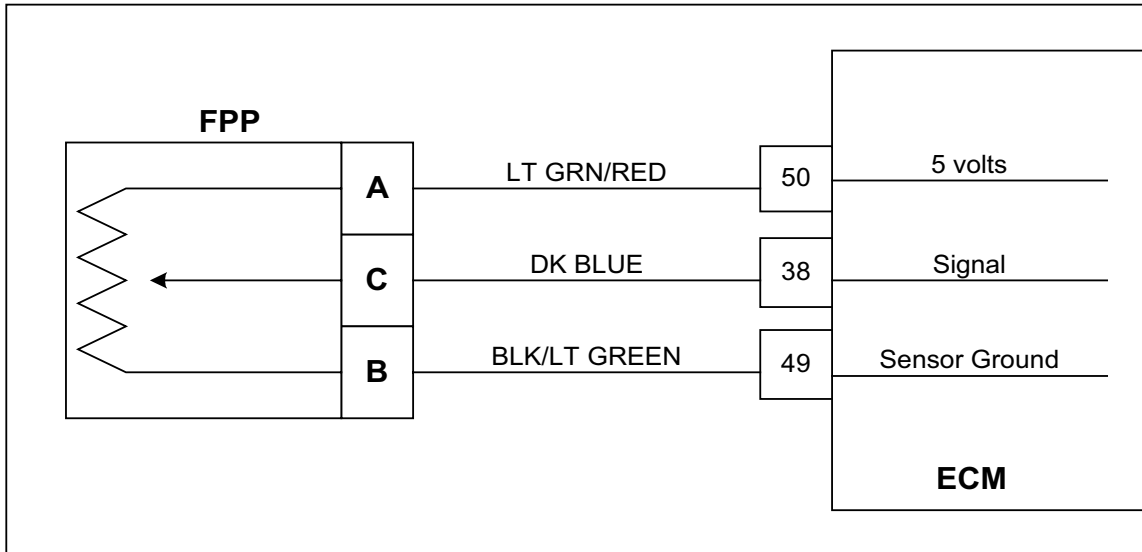 FPP
A
LT GRN/RED
50
5 volts
C
DK BLUE
38
Signal
B
BLK/LT GREEN
49
Sensor Ground
ECM